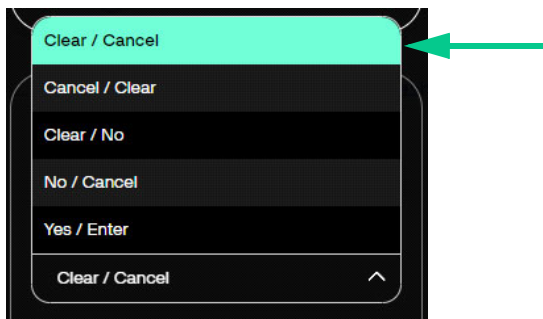 Clear / Cancel
Cancel / Clear
Clear / No
No / Cancel
Yes / Enter
Clear / Cancel